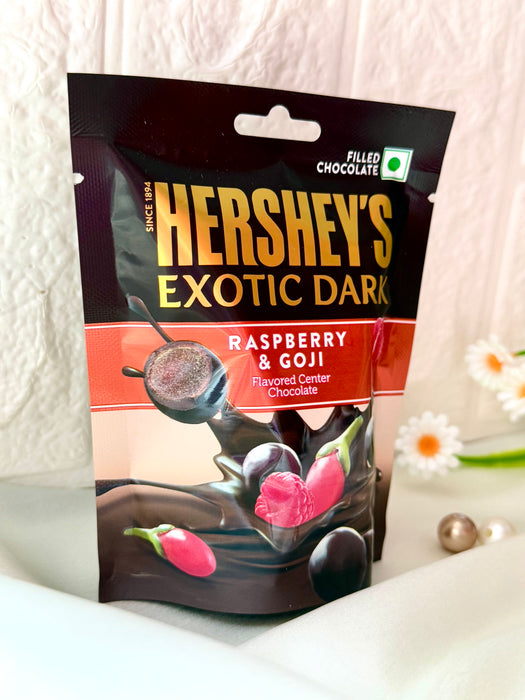 FILLED
CHOCOLATE
SINCE 1894
HERSHEY'S
EXOTIC DARK
RASPBERRY
& GOJI
Flavored Center
Chocolate